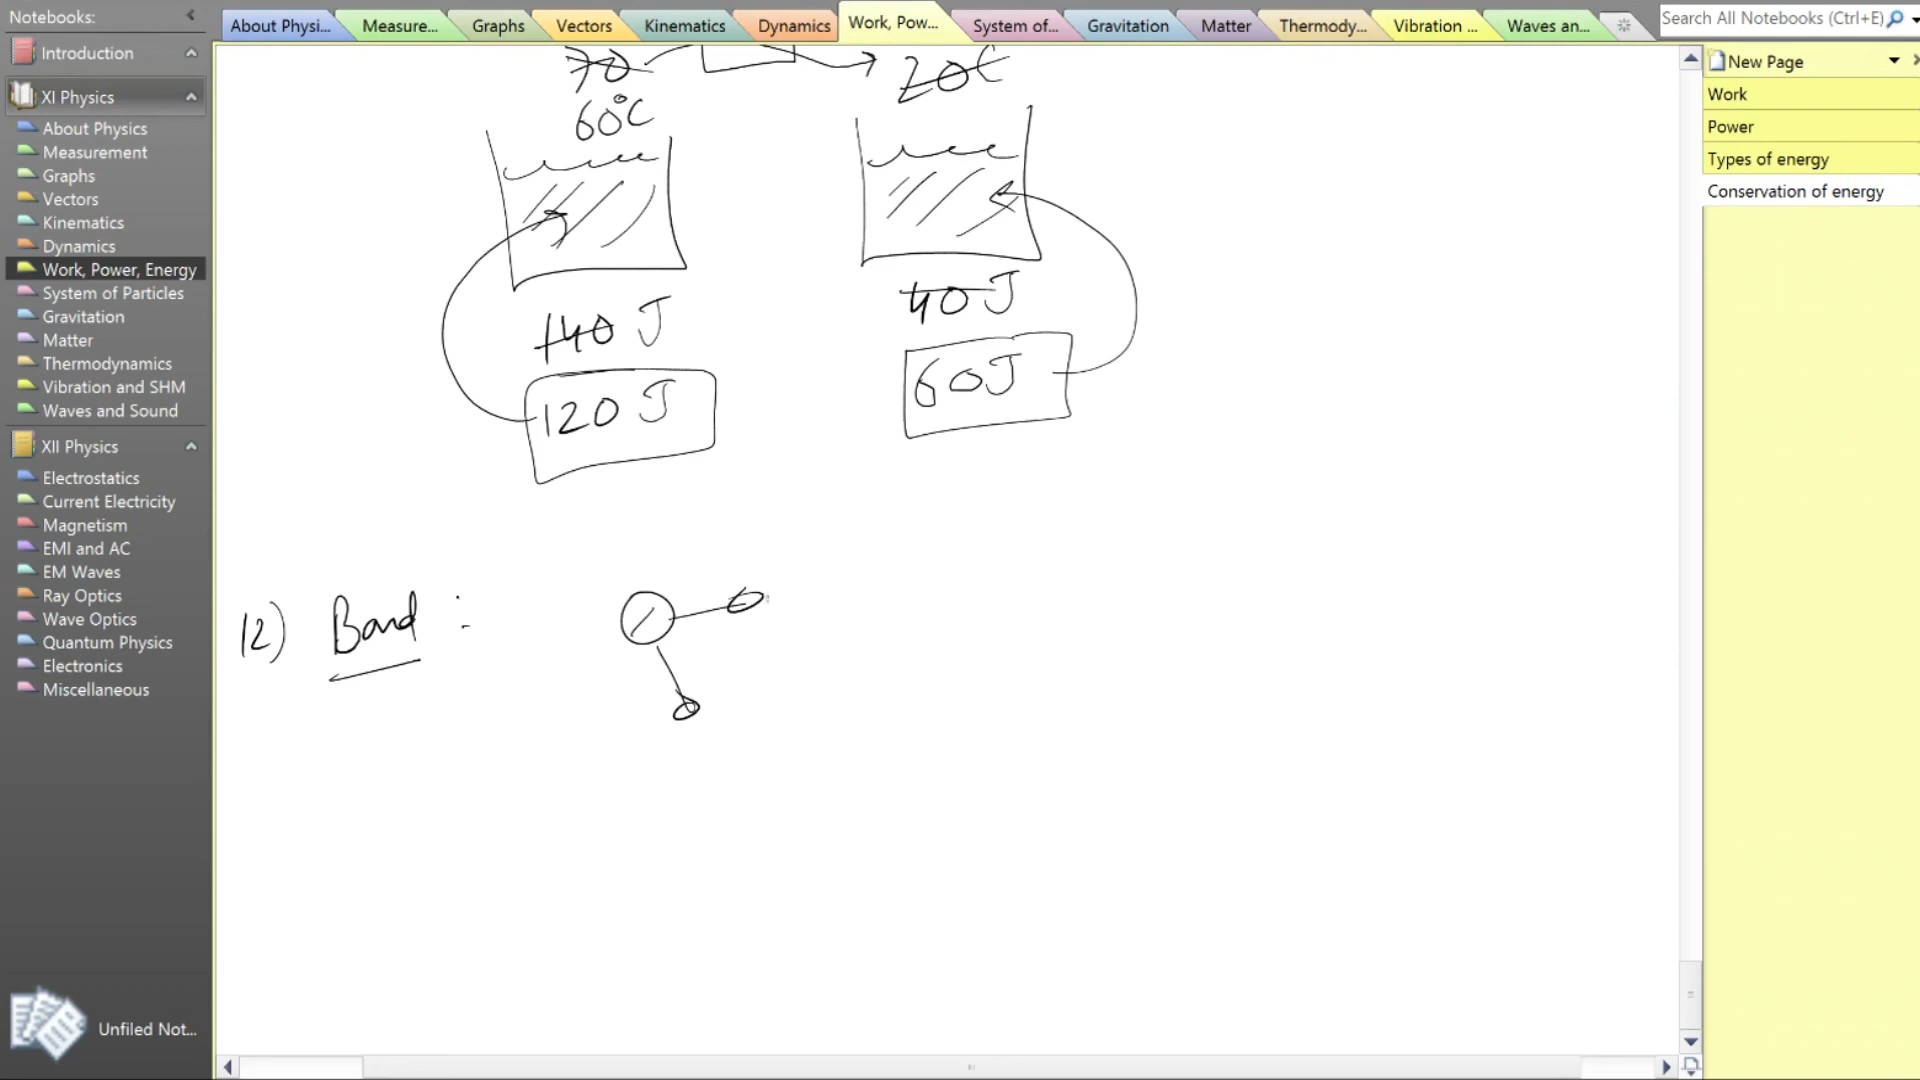 Notebooks:
Introduction
XI Physics
About Physics
Measurement
Graphs
Vectors
Kinematics
Dynamics
Work, Power, Energy
System of Particles
Gravitation
Matter
Thermodynamics
Vibration and SHM
Waves and Sound
XII Physics
Electrostatics
Current Electricity
Magnetism
EMI and AC
EM Waves
Ray Optics
Wave Optics
Quantum Physics
Electronics
Miscellaneous
Unfiled Not...
About Physi... Measure... Graphs Vectors Kinematics Dynamics Work, Pow... System of... Gravitation Matter Thermody... Vibration ... Waves an...
Search All Notebooks (Ctrl+E)
70 20°C
60°C
140 J 40J
120 J 60J
12) Bond :
New Page
Work
Power
Types of energy
Conservation of energy